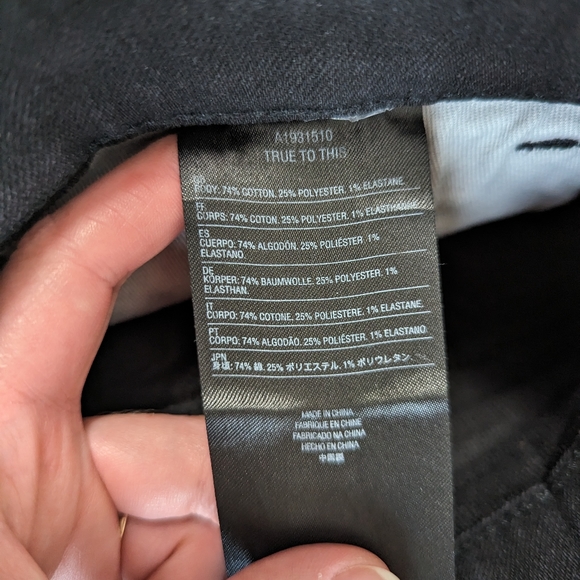 A1931510
TRUE TO THIS
BODY: 74% COTTON. 25% POLYESTER. 1% ELASTANE.
FR
CORPS: 74% COTON. 25% POLYESTER. 1% ELASTHANNE.
ES
CUERPO: 74% ALGODÓN. 25% POLIÉSTER. 1%
ELASTANO.
DE
KÖRPER: 74% BAUMWOLLE. 25% POLYESTER. 1%
ELASTHAN.
IT
CORPO: 74% COTONE. 25% POLIESTERE. 1% ELASTANE.
PT
CORPO: 74% ALGODÃO. 25% POLIÉSTER. 1% ELASTANO
JPN
身頃: 74% 綿. 25% ポリエステル. 1% ポリウレタン.
MADE IN CHINA
FABRIQUE EN CHINE
FABRICADO NA CHINA
HECHO EN CHINA
中国製